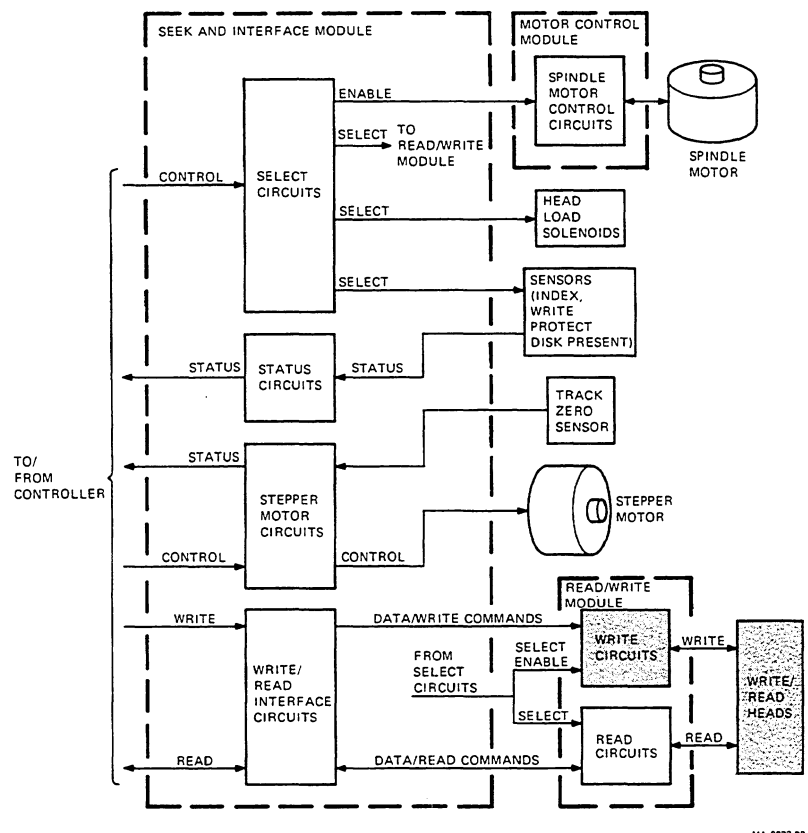 SEEK AND INTERFACE MODULE
MOTOR CONTROL
MODULE
ENABLE
SPINDLE
MOTOR
CONTROL
CIRCUITS
SPINDLE
MOTOR
SELECT
TO
READ/WRITE
MODULE
CONTROL
SELECT
CIRCUITS
SELECT
HEAD
LOAD
SOLENOIDS
SELECT
SENSORS
(INDEX,
WRITE
PROTECT
DISK PRESENT)
STATUS
STATUS
CIRCUITS
STATUS
TRACK
ZERO
SENSOR
STATUS
TO/
FROM
CONTROLLER
STEPPER
MOTOR
CIRCUITS
STEPPER
MOTOR
CONTROL
CONTROL
READ/WRITE
MODULE
WRITE
DATA/WRITE COMMANDS
WRITE
CIRCUITS
WRITE
FROM
SELECT
CIRCUITS
SELECT
ENABLE
WRITE/
READ
INTERFACE
CIRCUITS
WRITE/
READ
HEADS
SELECT
READ
CIRCUITS
READ
READ
DATA/READ COMMANDS